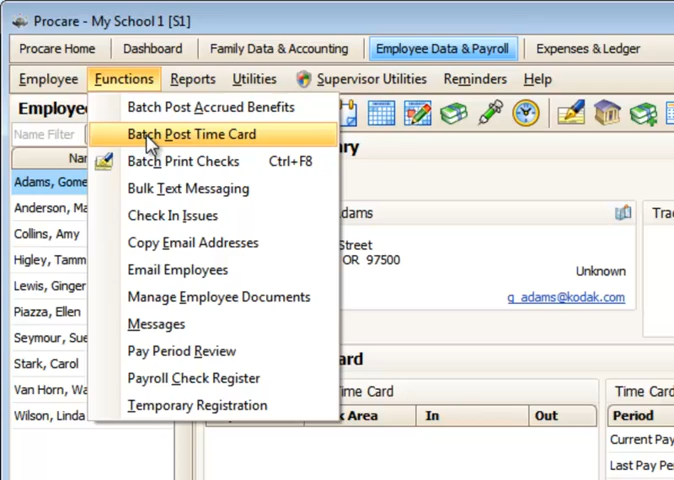 Procare - My School 1 [S1]
Procare Home Dashboard Family Data & Accounting Employee Data & Payroll Expenses & Ledger
Employee Functions Reports Utilities Supervisor Utilities Reminders Help
Employe
Name Filter
Na
Adams, Gome
Anderson, Ma
Collins, Amy
Higley, Tamm
Lewis, Ginger
Piazza, Ellen
Seymour, Sue
Stark, Carol
Van Horn, Wa
Wilson, Linda
Batch Post Accrued Benefits
Batch Post Time Card
Batch Print Checks Ctrl+F8
Bulk Text Messaging
Check In Issues
Copy Email Addresses
Email Employees
Manage Employee Documents
Messages
Pay Period Review
Payroll Check Register
Temporary Registration
ary
dams
Street
OR 97500
Unknown
g_adams@kodak.com
Tra
ard
Time Card
k Area In Out
Time Card
Period
Current Pay
Last Pay Pe